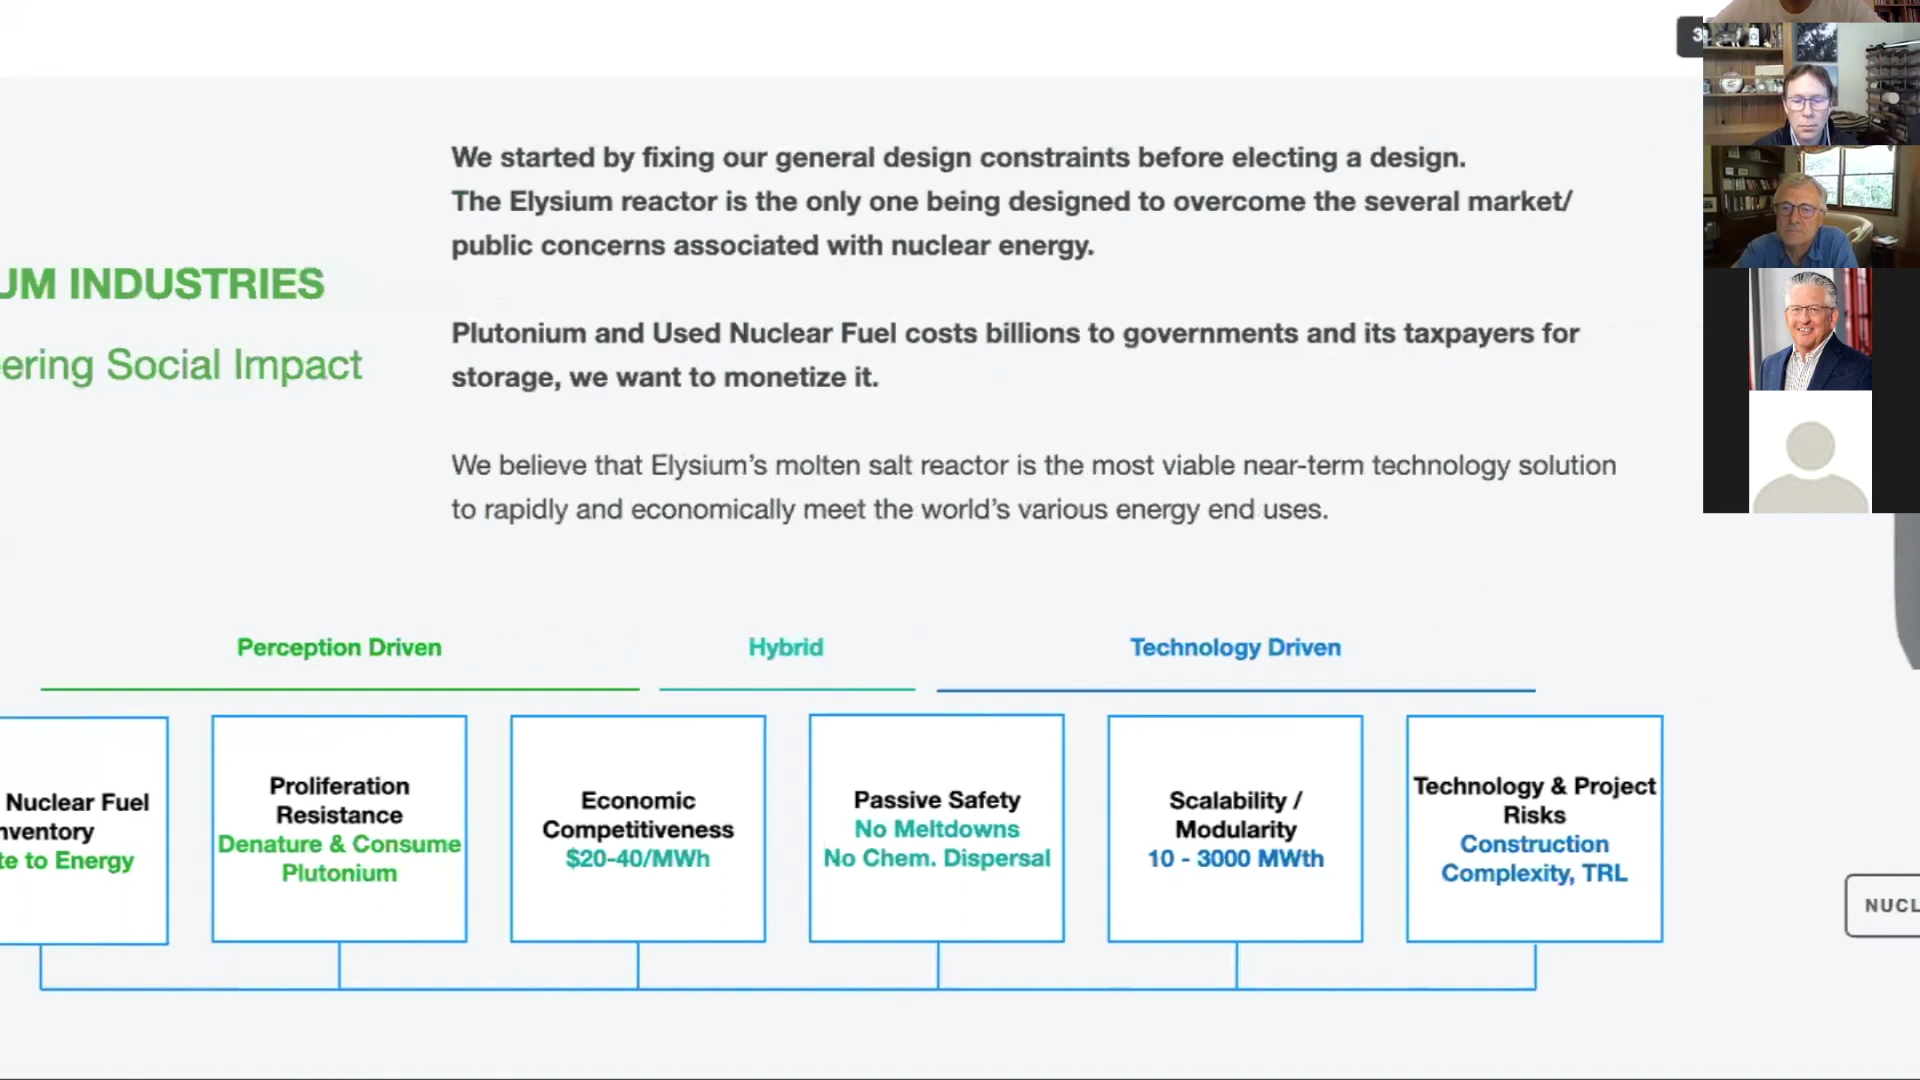 3
We started by fixing our general design constraints before electing a design.
The Elysium reactor is the only one being designed to overcome the several market/
public concerns associated with nuclear energy.
UM INDUSTRIES
ering Social Impact
Plutonium and Used Nuclear Fuel costs billions to governments and its taxpayers for
storage, we want to monetize it.
We believe that Elysium’s molten salt reactor is the most viable near-term technology solution
to rapidly and economically meet the world’s various energy end uses.
Perception Driven
Hybrid
Technology Driven
Nuclear Fuel
nventory
te to Energy
Proliferation
Resistance
Denature & Consume
Plutonium
Economic
Competitiveness
$20-40/MWh
Passive Safety
No Meltdowns
No Chem. Dispersal
Scalability /
Modularity
10 - 3000 MWth
Technology & Project
Risks
Construction
Complexity, TRL
NUCL